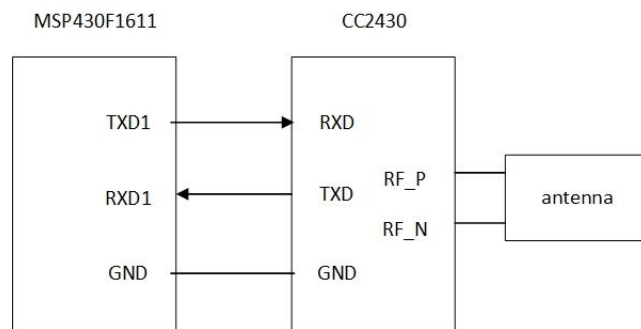 MSP430F1611
CC2430
TXD1
RXD
RF_P
antenna
RXD1
TXD
RF_N
GND
GND